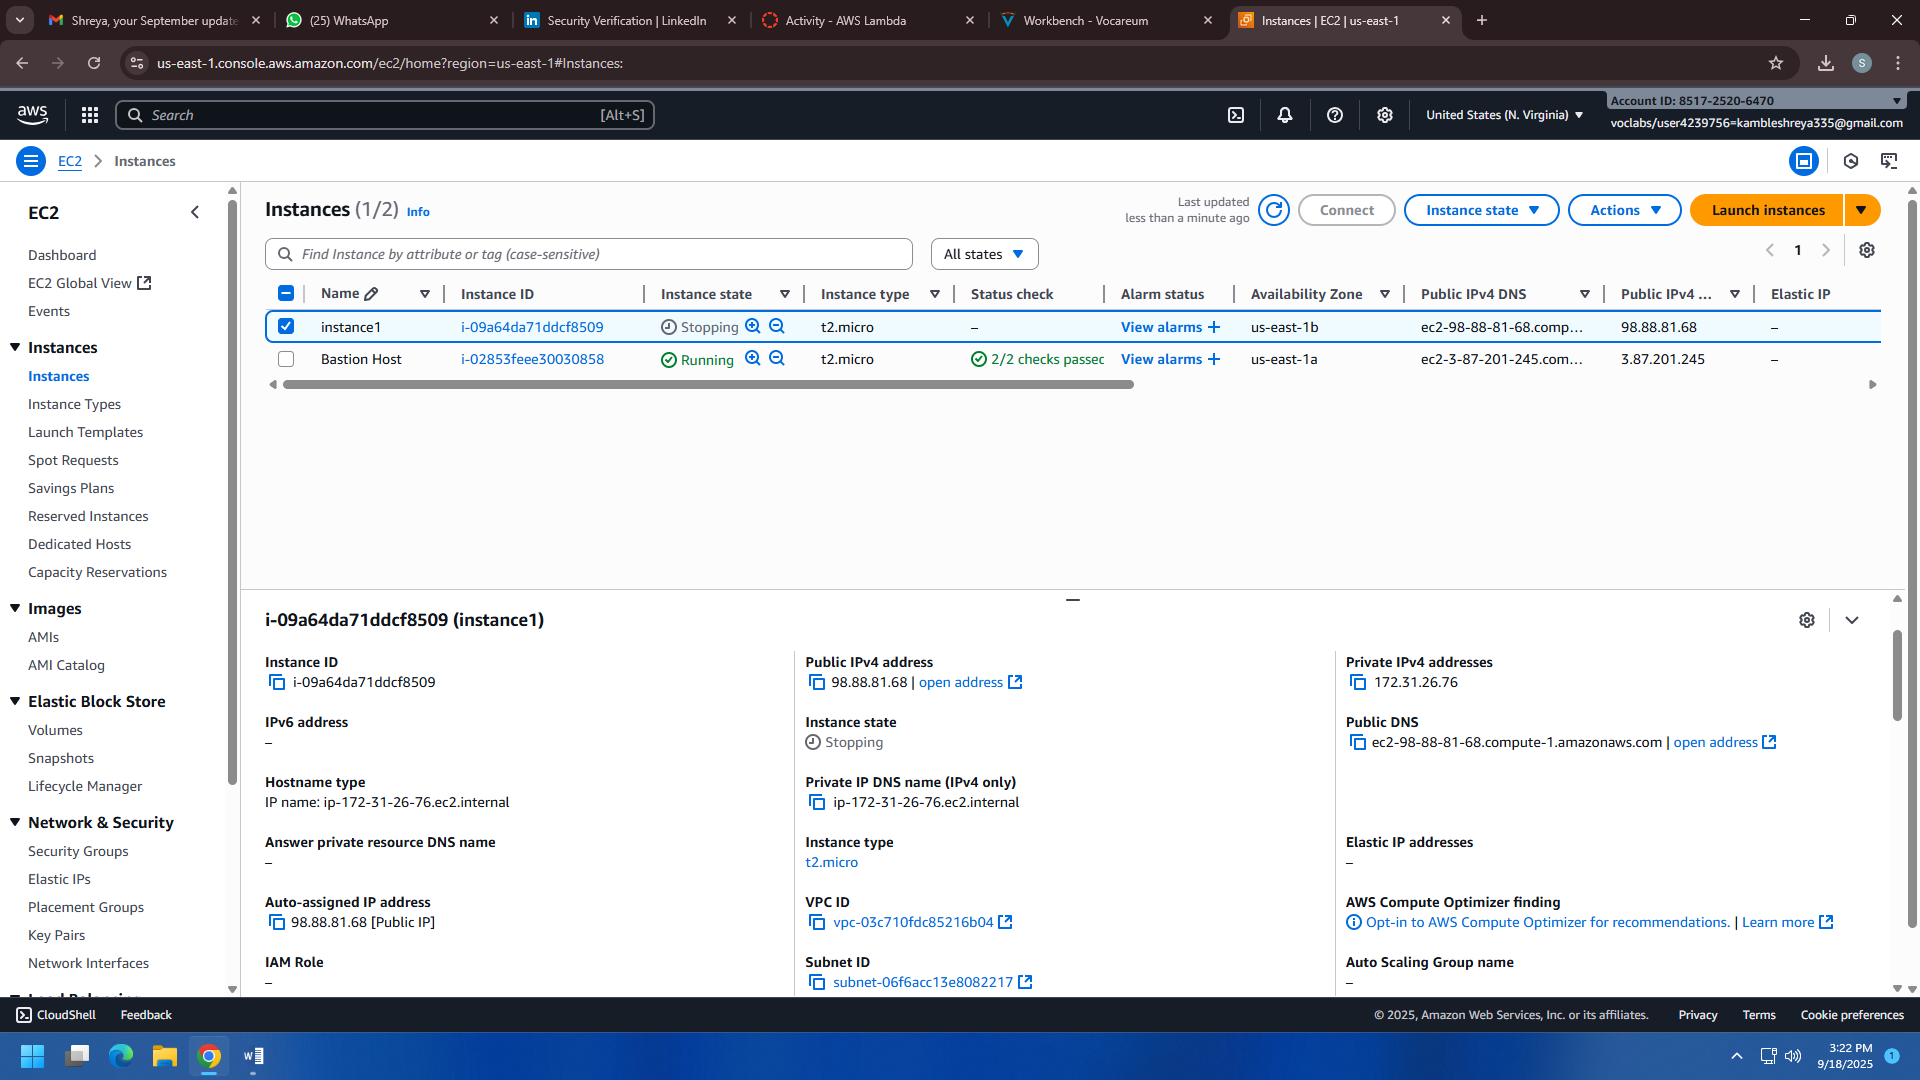 Shreya, your September update
(25) WhatsApp
Security Verification | LinkedIn
Activity - AWS Lambda
Workbench - Vocareum
Instances | EC2 | us-east-1
us-east-1.console.aws.amazon.com/ec2/home?region=us-east-1#Instances:
S
aws
Search
[Alt+S]
United States (N. Virginia)
Account ID: 8517-2520-6470
voclabs/user4239756=kambleshreya335@gmail.com
EC2
Instances
EC2
Dashboard
EC2 Global View
Events
Instances
Instances
Instance Types
Launch Templates
Spot Requests
Savings Plans
Reserved Instances
Dedicated Hosts
Capacity Reservations
Images
AMIs
AMI Catalog
Elastic Block Store
Volumes
Snapshots
Lifecycle Manager
Network & Security
Security Groups
Elastic IPs
Placement Groups
Key Pairs
Network Interfaces
Load Balancing
Instances (1/2) Info
Last updated
less than a minute ago
Connect
Instance state
Actions
Launch instances
Find Instance by attribute or tag (case-sensitive)
All states
1
Name Instance ID Instance state Instance type Status check Alarm status Availability Zone Public IPv4 DNS Public IPv4 ... Elastic IP
instance1 i-09a64da71ddcf8509 Stopping t2.micro – View alarms + us-east-1b ec2-98-88-81-68.comp... 98.88.81.68 –
Bastion Host i-02853feee30030858 Running t2.micro 2/2 checks passec View alarms + us-east-1a ec2-3-87-201-245.com... 3.87.201.245 –
i-09a64da71ddcf8509 (instance1)
Instance ID
i-09a64da71ddcf8509
IPv6 address
–
Hostname type
IP name: ip-172-31-26-76.ec2.internal
Answer private resource DNS name
–
Auto-assigned IP address
98.88.81.68 [Public IP]
IAM Role
–
Public IPv4 address
98.88.81.68 | open address
Instance state
Stopping
Private IP DNS name (IPv4 only)
ip-172-31-26-76.ec2.internal
Instance type
t2.micro
VPC ID
vpc-03c710fdc85216b04
Subnet ID
subnet-06f6acc13e8082217
Private IPv4 addresses
172.31.26.76
Public DNS
ec2-98-88-81-68.compute-1.amazonaws.com | open address
Elastic IP addresses
–
AWS Compute Optimizer finding
Opt-in to AWS Compute Optimizer for recommendations. | Learn more
Auto Scaling Group name
–
CloudShell
Feedback
© 2025, Amazon Web Services, Inc. or its affiliates.
Privacy
Terms
Cookie preferences
3:22 PM
9/18/2025
1